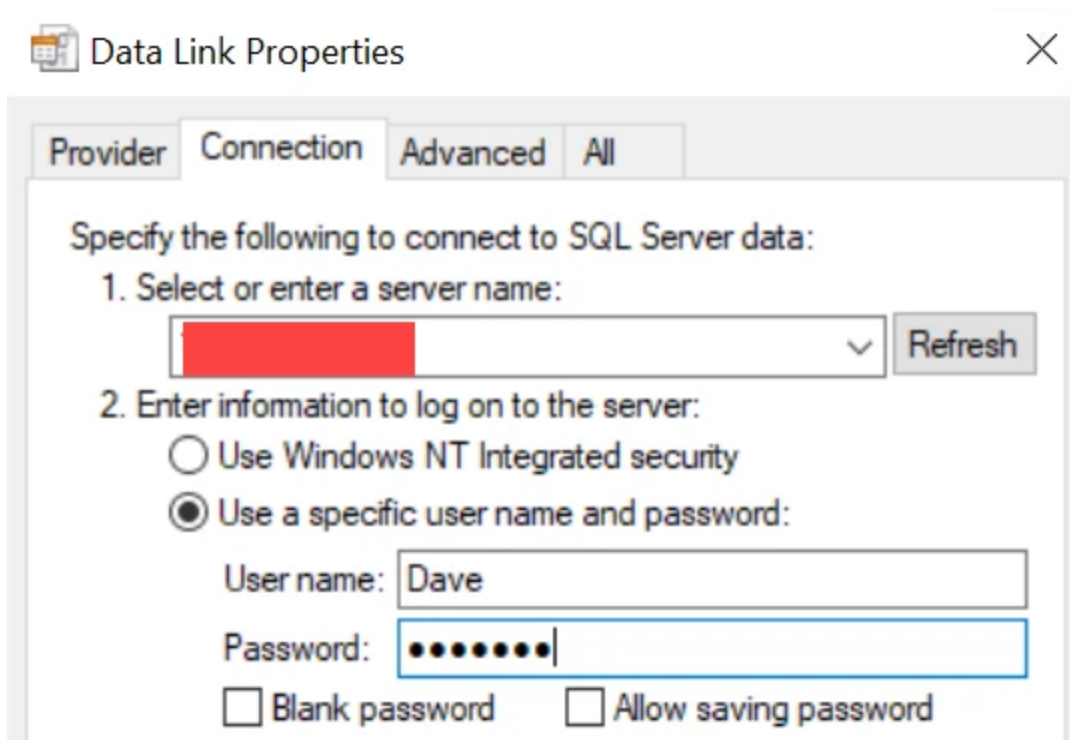 Data Link Properties
Provider Connection Advanced All
Specify the following to connect to SQL Server data:
1. Select or enter a server name:
Refresh
2. Enter information to log on to the server:
Use Windows NT Integrated security
Use a specific user name and password:
User name: Dave
Password: •••••••
Blank password Allow saving password